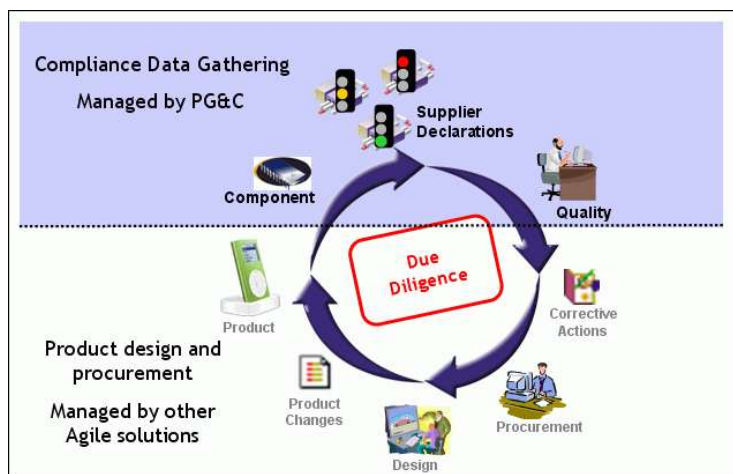 Compliance Data Gathering
Managed by PG&C
Supplier
Declarations
Component
Quality
Due
Diligence
Product
Corrective
Actions
Product design and
procurement
Managed by other
Agile solutions
Product
Changes
Procurement
Design